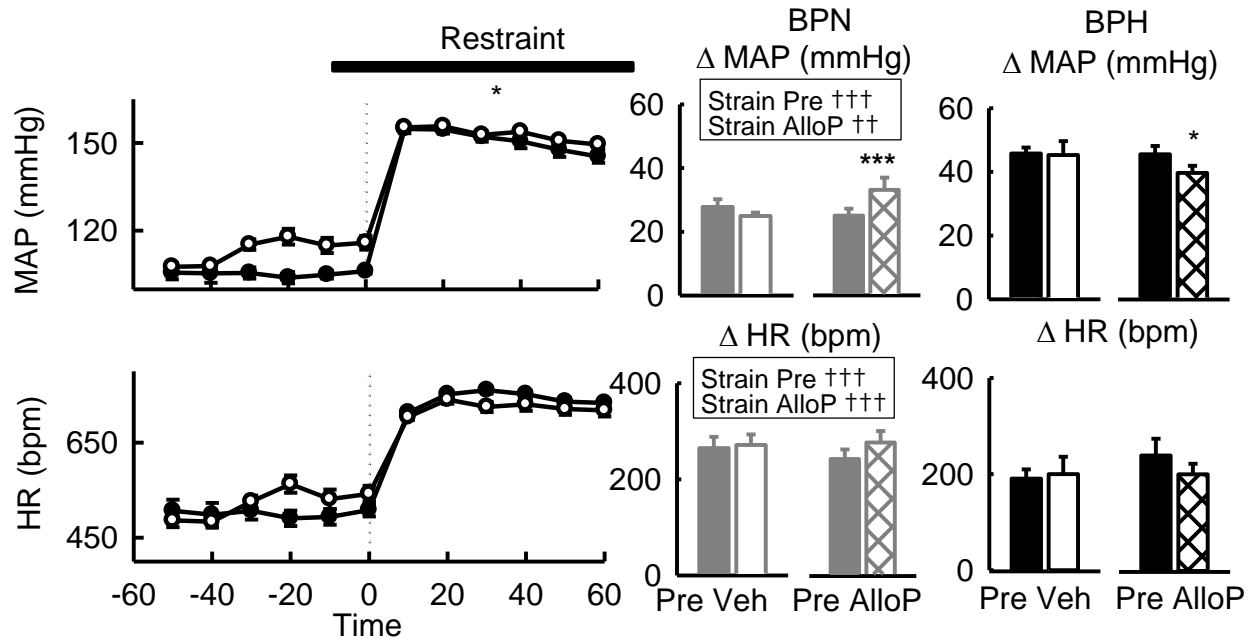 Restraint
*
MAP (mmHg)
150
120
HR (bpm)
650
450
-60 -40 -20 0 20 40 60
Time
BPN
Δ MAP (mmHg)
Strain Pre †††
Strain AlloP ††
***
60
40
20
0
Δ HR (bpm)
Strain Pre †††
Strain AlloP †††
400
200
0
Pre Veh Pre AlloP
BPH
Δ MAP (mmHg)
*
60
40
20
0
Δ HR (bpm)
400
200
0
Pre Veh Pre AlloP